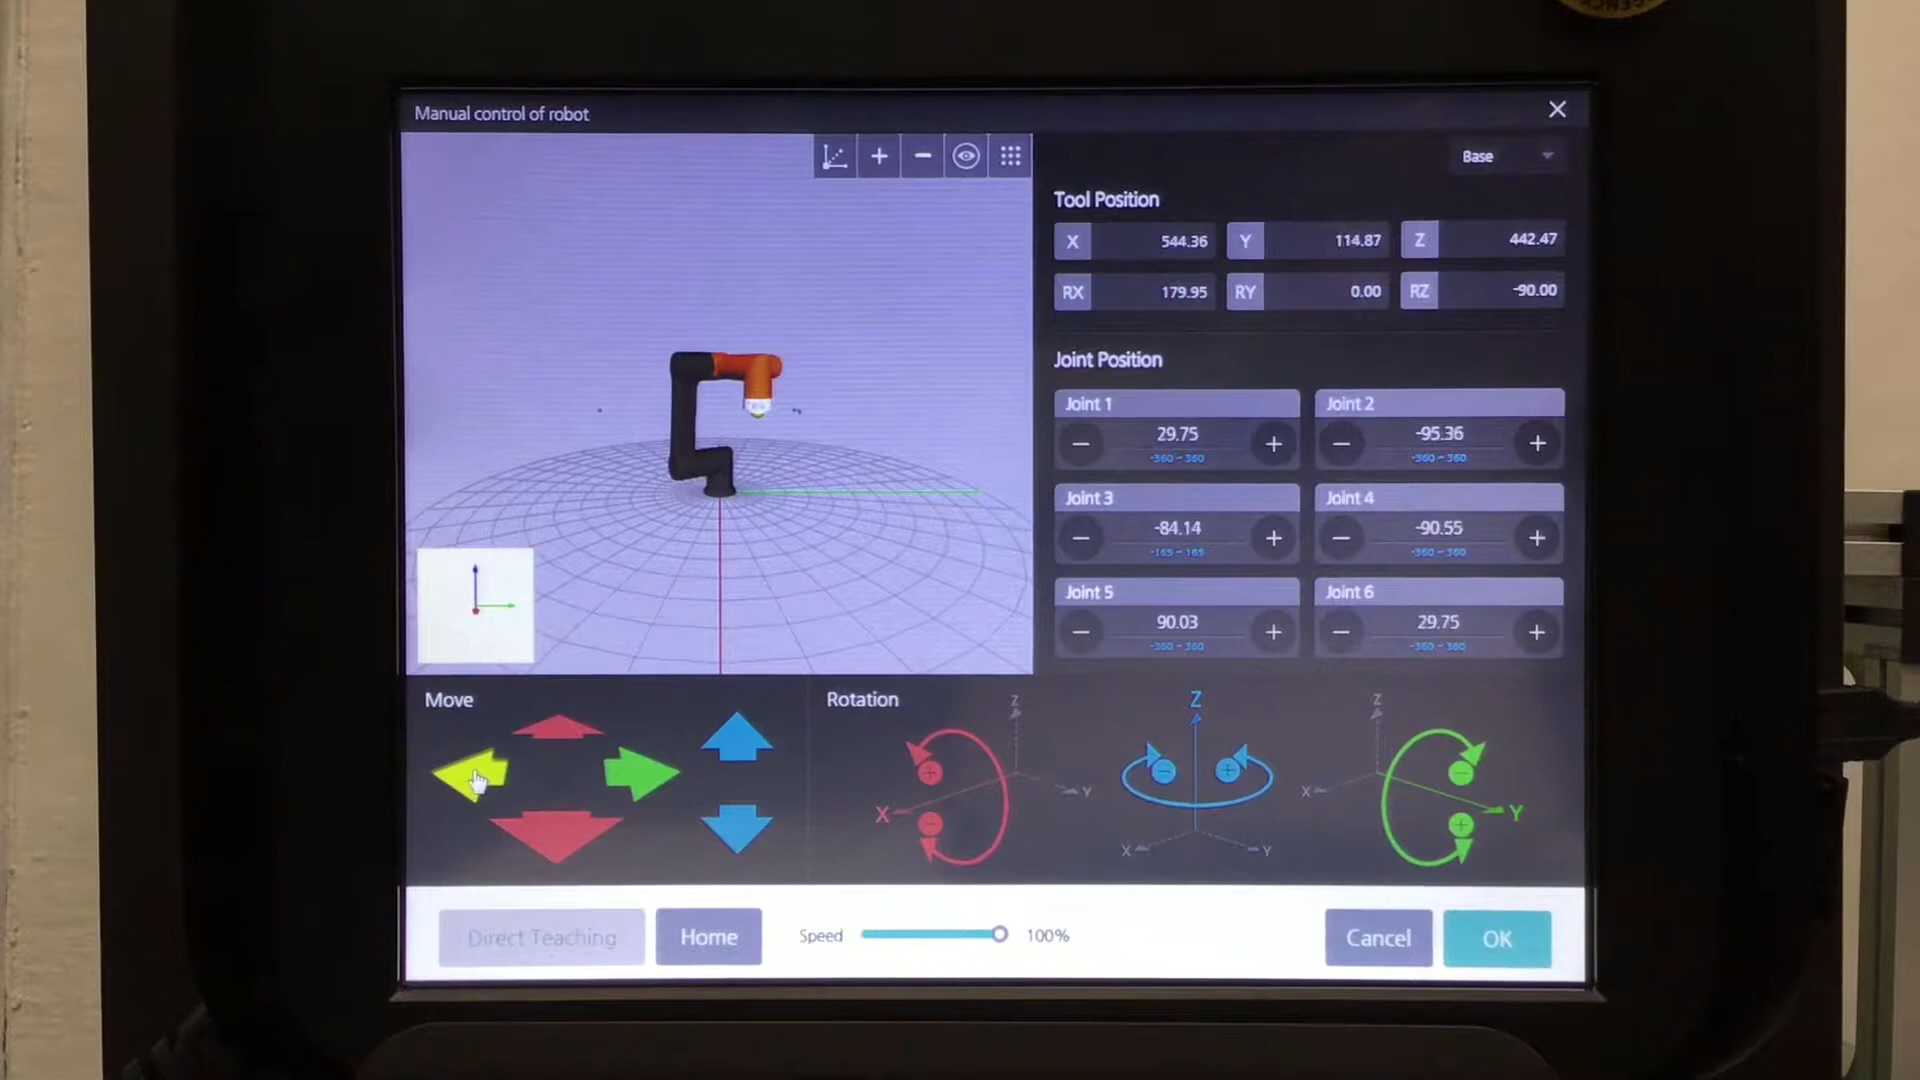 GENCY
Manual control of robot
Base
Tool Position
X 544.36 Y 114.87 Z 442.47
RX 179.95 RY 0.00 RZ -90.00
Joint Position
Joint 1 Joint 2
− 29.75 + − -95.36 +
-360 ~ 360 -360 ~ 360
Joint 3 Joint 4
− -84.14 + − -90.55 +
-165 ~ 165 -360 ~ 360
Joint 5 Joint 6
− 90.03 + − 29.75 +
-360 ~ 360 -360 ~ 360
Move
Rotation
Z
X
Y
Z
X
Y
Z
X
Y
Direct Teaching
Home
Speed 100%
Cancel
OK